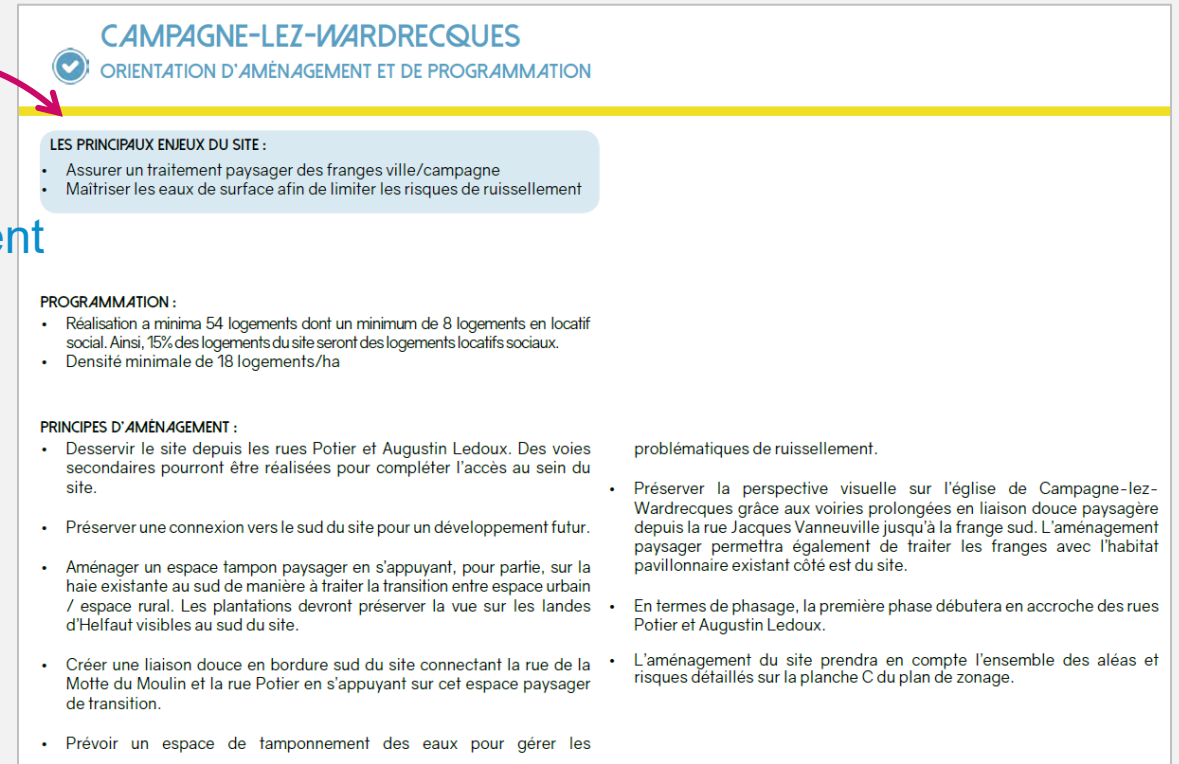 CAMPAGNE-LEZ-WARDRECQUES
ORIENTATION D'AMÉNAGEMENT ET DE PROGRAMMATION
LES PRINCIPAUX ENJEUX DU SITE :
• Assurer un traitement paysager des franges ville/campagne
• Maîtriser les eaux de surface afin de limiter les risques de ruissellement
ent
PROGRAMMATION :
• Réalisation a minima 54 logements dont un minimum de 8 logements en locatif
social. Ainsi, 15% des logements du site seront des logements locatifs sociaux.
• Densité minimale de 18 logements/ha
PRINCIPES D'AMÉNAGEMENT :
• Desservir le site depuis les rues Potier et Augustin Ledoux. Des voies
secondaires pourront être réalisées pour compléter l'accès au sein du
site.
• Préserver une connexion vers le sud du site pour un développement futur.
• Aménager un espace tampon paysager en s'appuyant, pour partie, sur la
haie existante au sud de manière à traiter la transition entre espace urbain
/ espace rural. Les plantations devront préserver la vue sur les landes
d'Helfaut visibles au sud du site.
• Créer une liaison douce en bordure sud du site connectant la rue de la
Motte du Moulin et la rue Potier en s'appuyant sur cet espace paysager
de transition.
• Prévoir un espace de tamponnement des eaux pour gérer les
problématiques de ruissellement.
• Préserver la perspective visuelle sur l'église de Campagne-lez-
Wardrecques grâce aux voiries prolongées en liaison douce paysagère
depuis la rue Jacques Vanneuville jusqu'à la frange sud. L'aménagement
paysager permettra également de traiter les franges avec l'habitat
pavillonnaire existant côté est du site.
• En termes de phasage, la première phase débutera en accroche des rues
Potier et Augustin Ledoux.
• L'aménagement du site prendra en compte l'ensemble des aléas et
risques détaillés sur la planche C du plan de zonage.